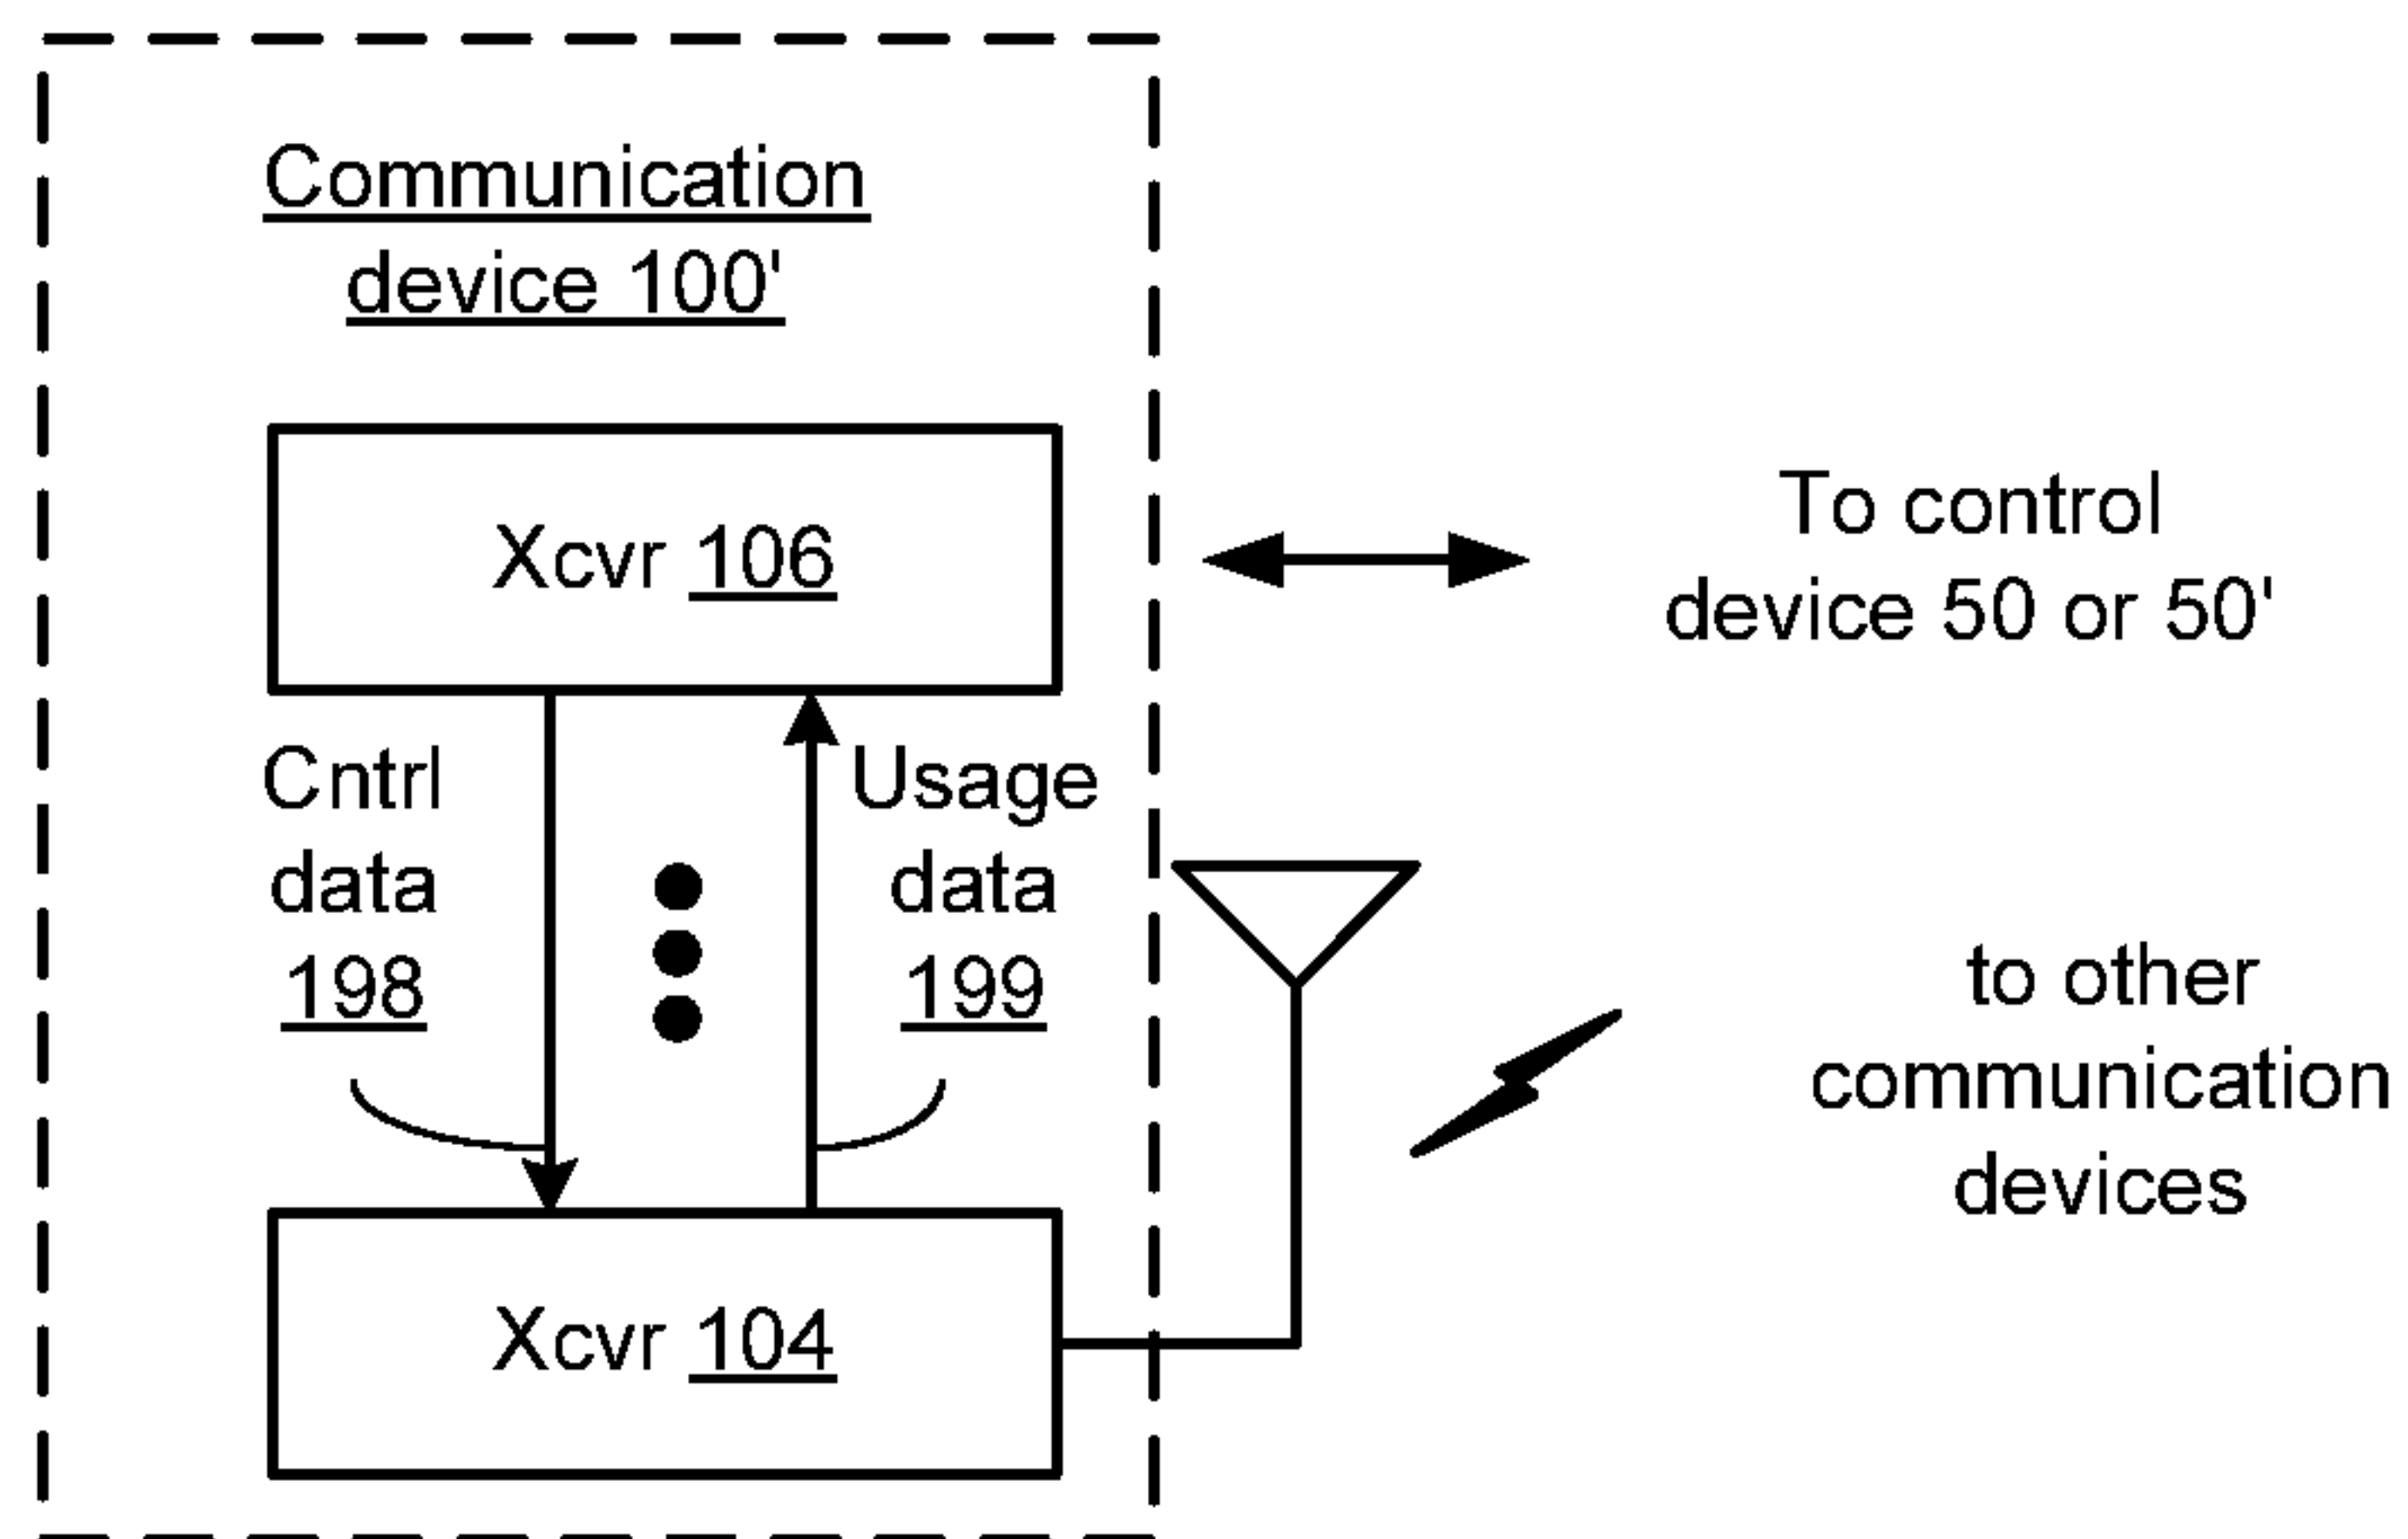 Communication
device 100'
Xcvr 106
To control
device 50 or 50'
Cntrl
data
198
Usage
data
199
to other
communication
devices
Xcvr 104